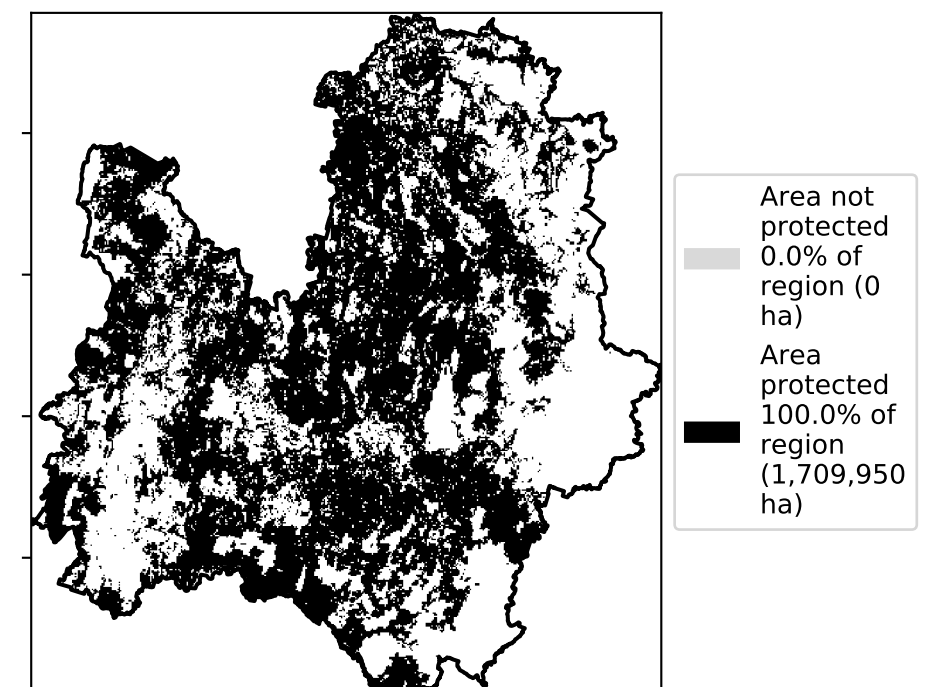 Area not
protected
0.0% of
region (0
ha)
Area
protected
100.0% of
region
(1,709,950
ha)